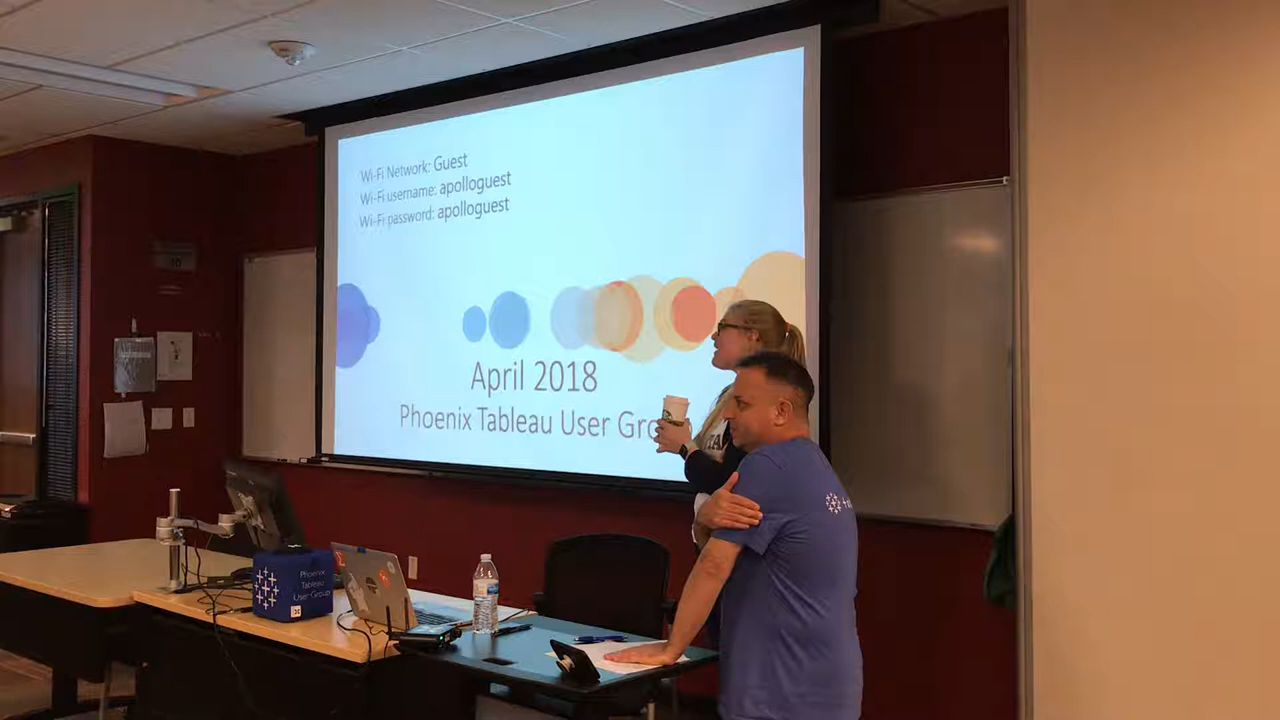 Wi-Fi Network: Guest
Wi-Fi username: apolloguest
Wi-Fi password: apolloguest
April 2018
Phoenix Tableau User Gro
Phoenix
Tableau
User-Group